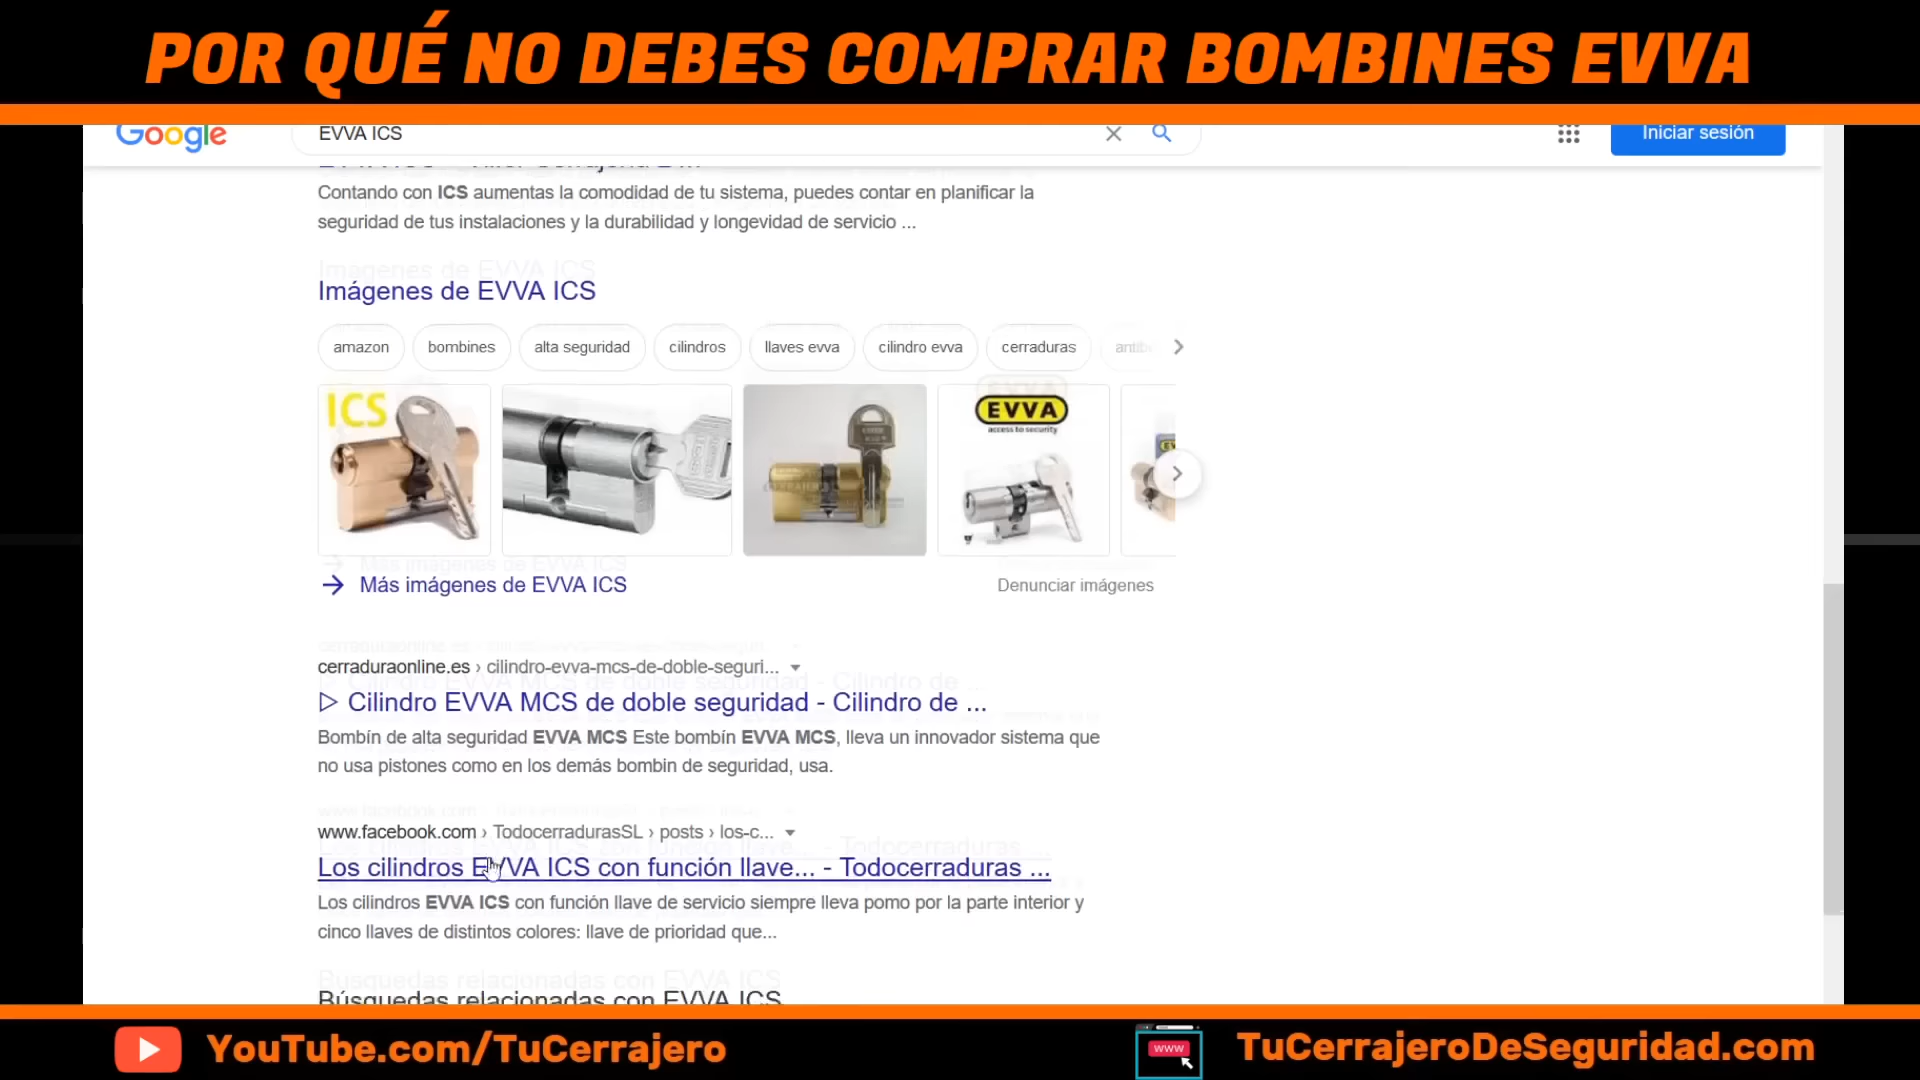 POR QUÉ NO DEBES COMPRAR BOMBINES EVVA
Google
EVVA ICS
Iniciar sesión
Contando con ICS aumentas la comodidad de tu sistema, puedes contar en planificar la
seguridad de tus instalaciones y la durabilidad y longevidad de servicio ...
Imágenes de EVVA ICS
amazon bombines alta seguridad cilindros llaves evva cilindro evva cerraduras
ICS
EVVA
access to security
Más imágenes de EVVA ICS
Denunciar imágenes
cerraduraonline.es › cilindro-evva-mcs-de-doble-seguri...
▷ Cilindro EVVA MCS de doble seguridad - Cilindro de ...
Bombín de alta seguridad EVVA MCS Este bombín EVVA MCS, lleva un innovador sistema que
no usa pistones como en los demás bombin de seguridad, usa.
www.facebook.com › TodocerradurasSL › posts › los-c...
Los cilindros EVVA ICS con función llave... - Todocerraduras ...
Los cilindros EVVA ICS con función llave de servicio siempre lleva pomo por la parte interior y
cinco llaves de distintos colores: llave de prioridad que...
Búsquedas relacionadas con EVVA ICS
YouTube.com/TuCerrajero
www
TuCerrajeroDeSeguridad.com